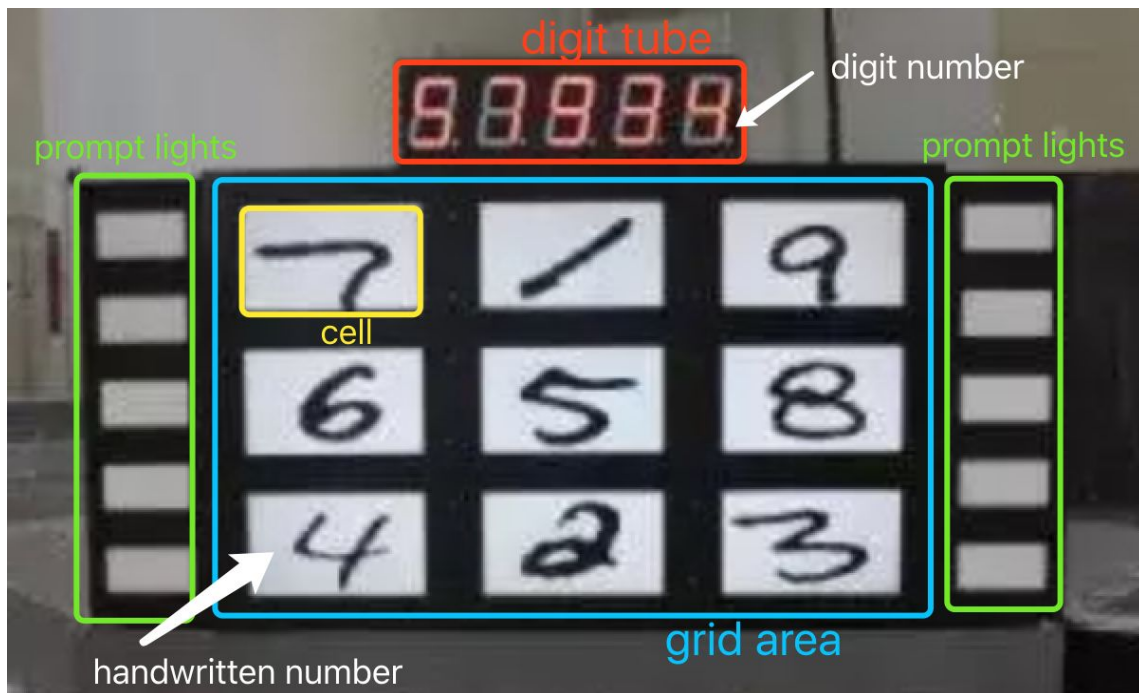 digit tube
57934
digit number
prompt lights
prompt lights
7 1 9
cell
6 5 8
4 2 3
grid area
handwritten number